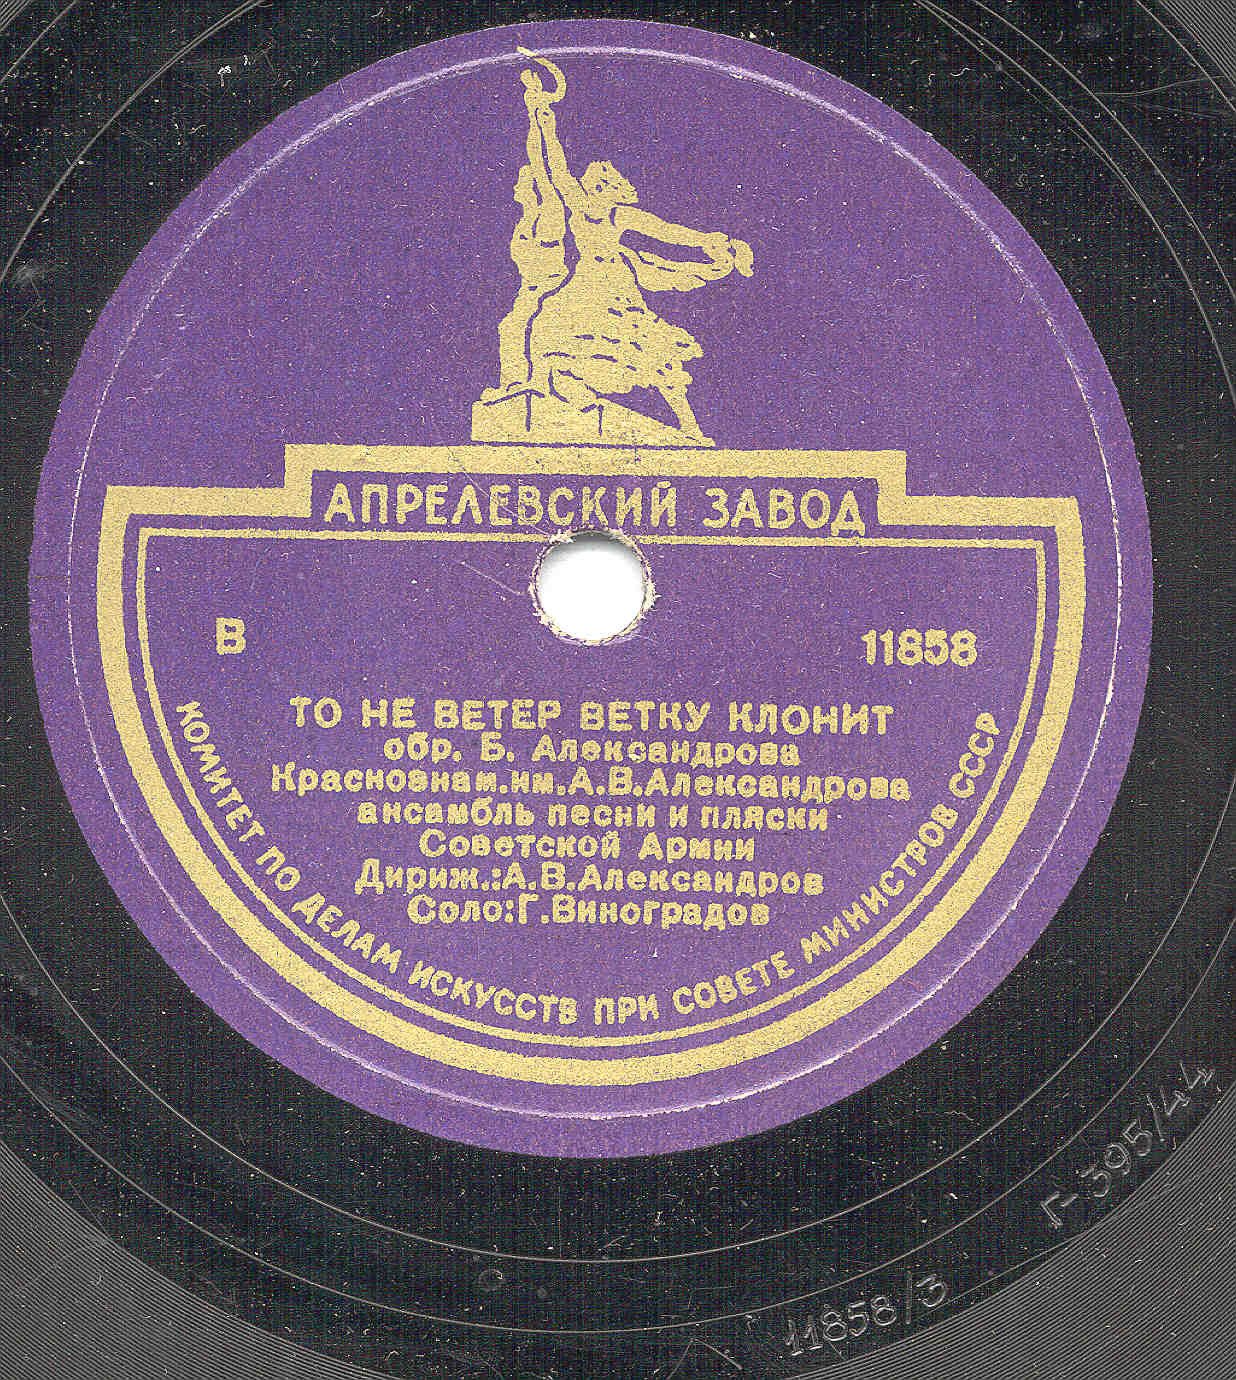 АПРЕЛЕВСКИЙ ЗАВОД
В
11858
ТО НЕ ВЕТЕР ВЕТКУ КЛОНИТ
обр. Б. Александрова
Краснознам.им.А.В.Александрова
ансамбль песни и пляски
Советской Армии
Дириж.:А.В.Александров
Соло:Г.Виноградов
КОМИТЕТ ПО ДЕЛАМ ИСКУССТВ ПРИ СОВЕТЕ МИНИСТРОВ СССР
Г-395/44
11858/3